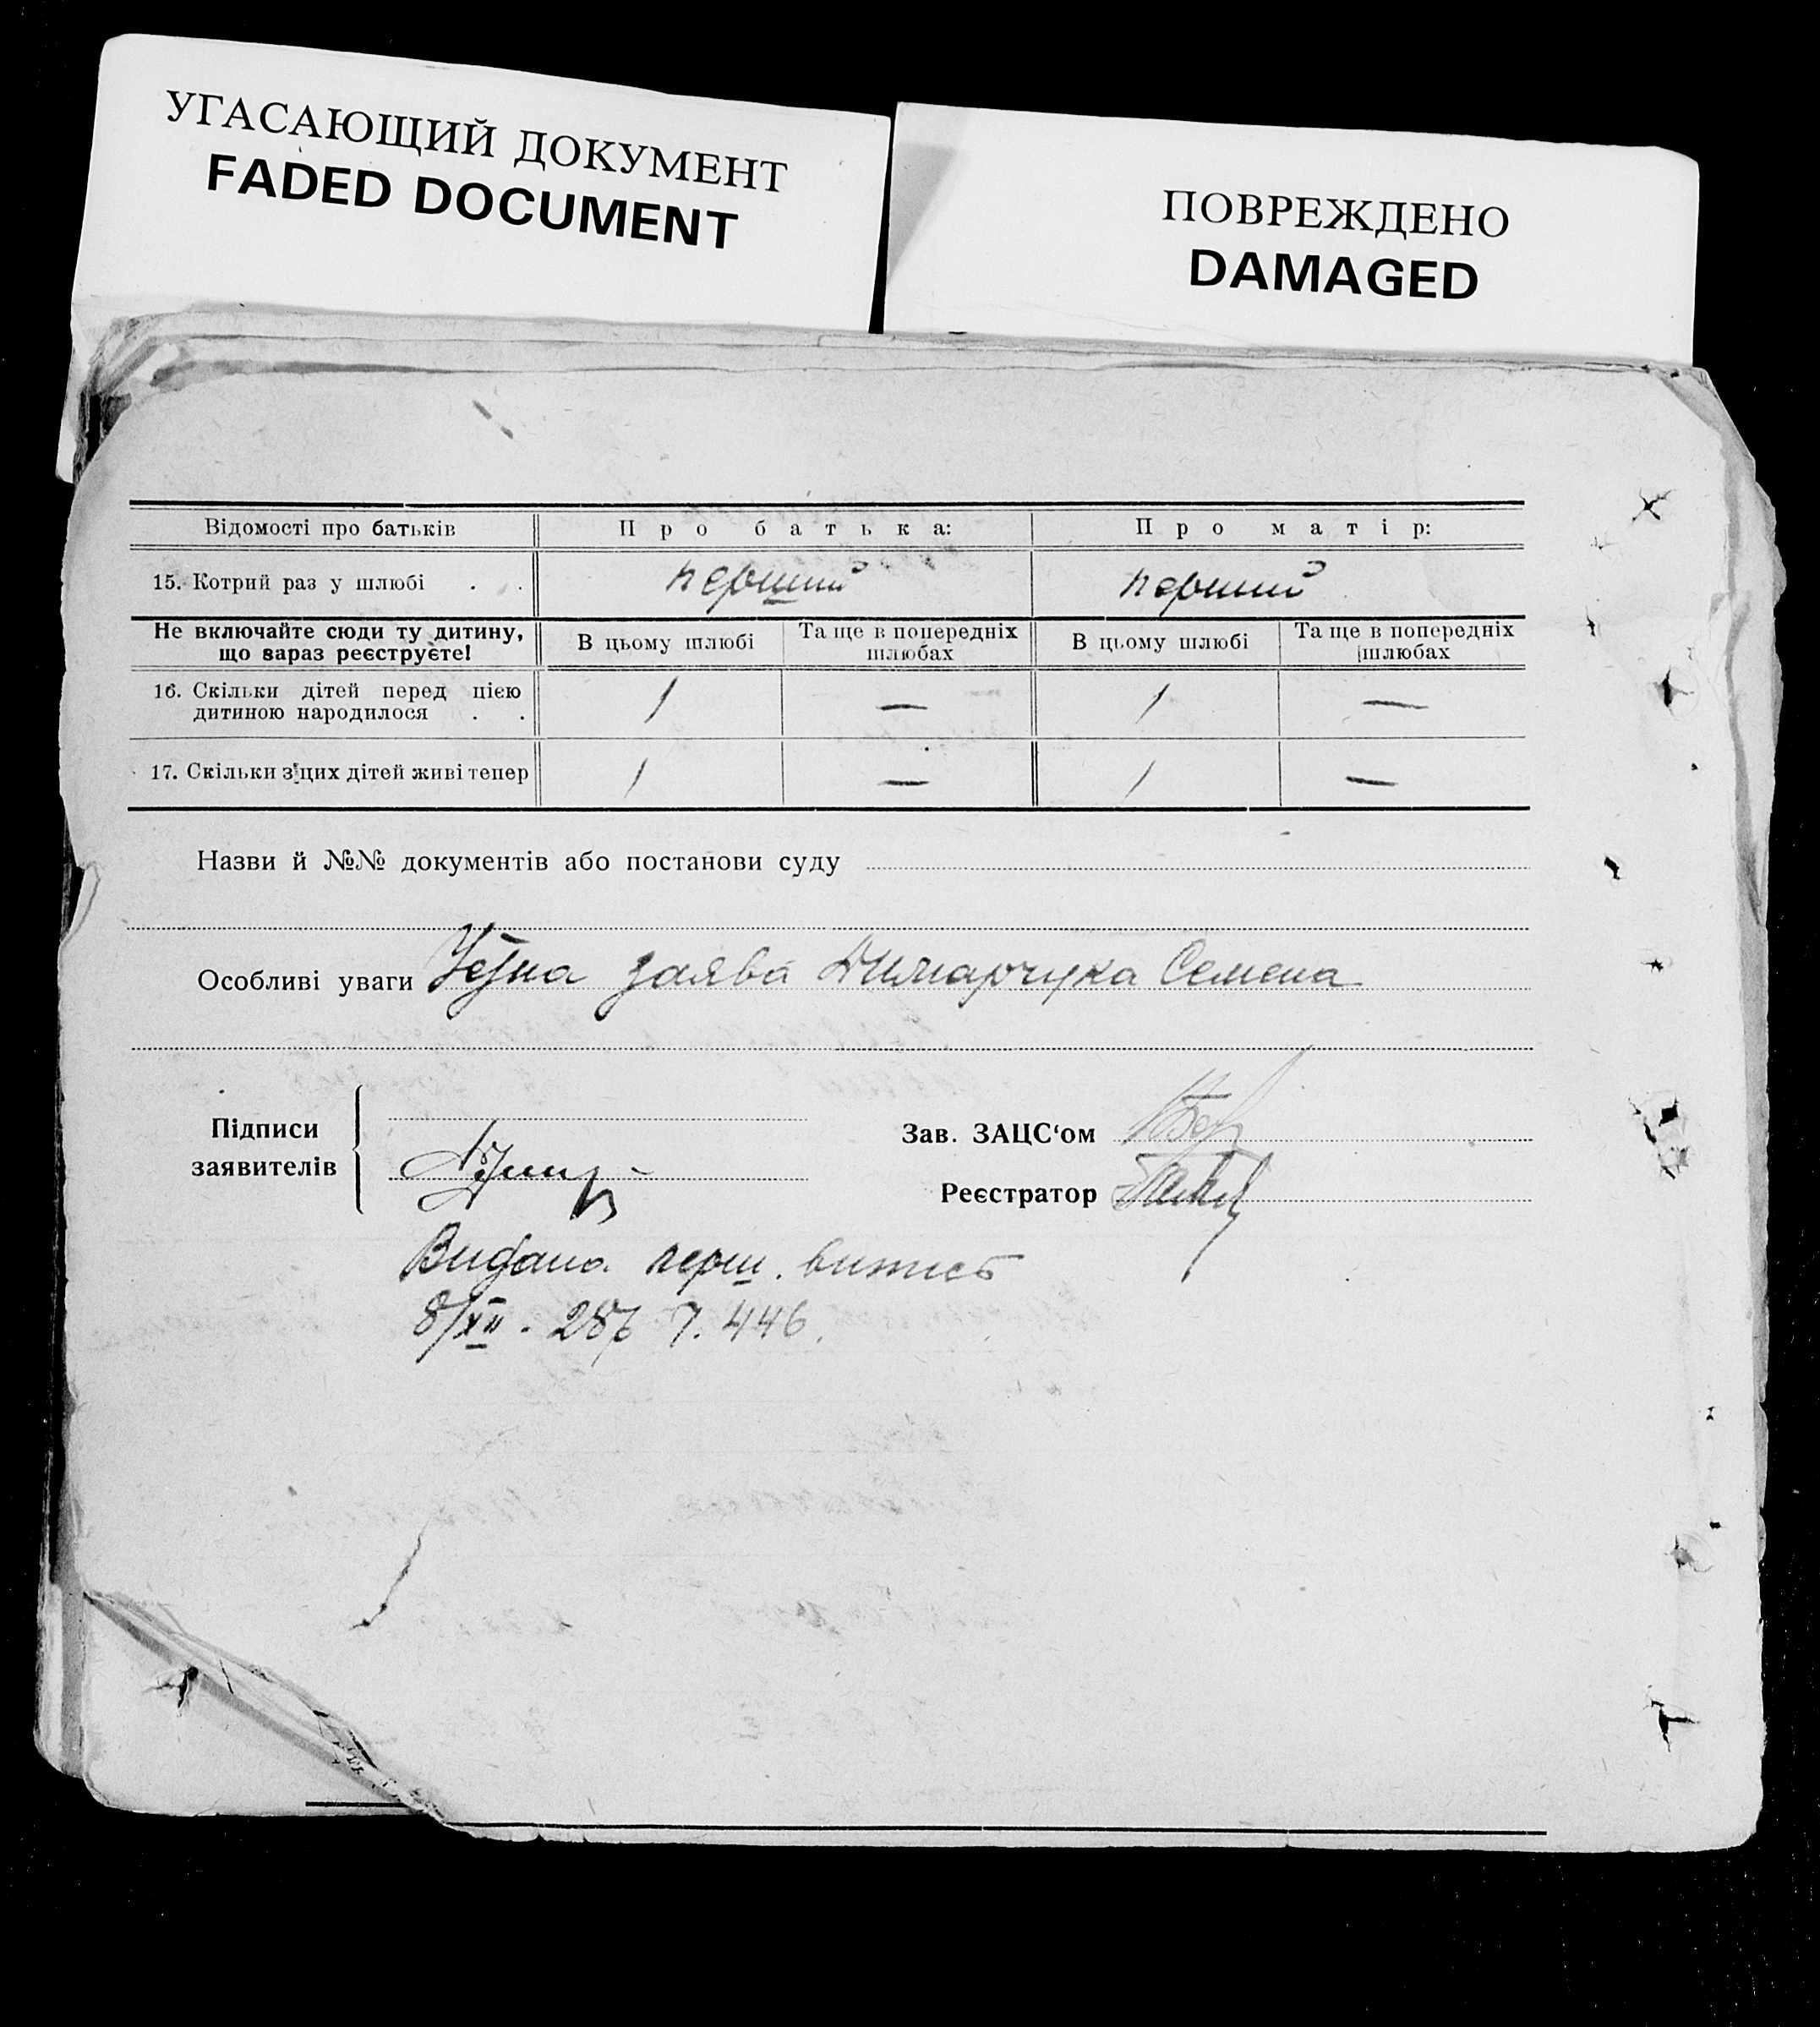 УГАСАЮЩИЙ ДОКУМЕНТ
FADED DOCUMENT
ПОВРЕЖДЕНО
DAMAGED
Відомості про батьків Про батька: Про матір:
15. Котрий раз у шлюбі . . перший перший
Не включайте сюди ту дитину, що зараз реєструєте! В цьому шлюбі Та ще в попередніх шлюбах В цьому шлюбі Та ще в попередніх шлюбах
16. Скільки дітей перед цією дитиною народилося . . 1 — 1 —
17. Скільки з цих дітей живі тепер 1 — 1 —
Назви й №№ документів або постанови суду
Особливі уваги Устна заява Димарчука Семена
Підписи заявителів
Зав. ЗАЦС‘ом
Реєстратор
Видана перш. витись
8/XII - 287 г. 446.